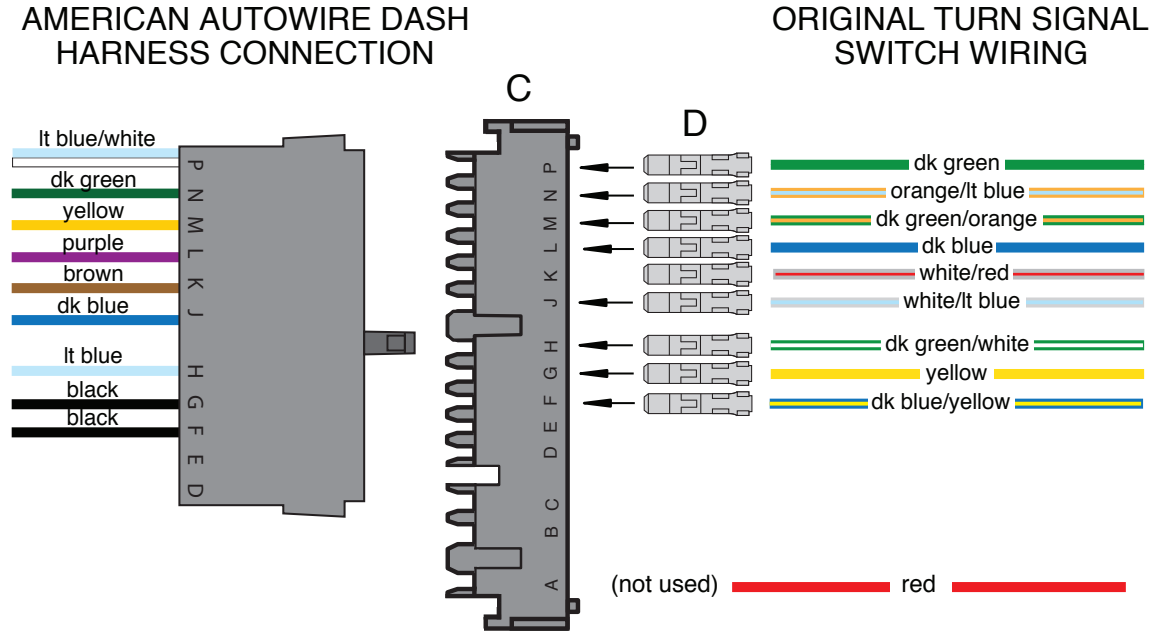 AMERICAN AUTOWIRE DASH
HARNESS CONNECTION
ORIGINAL TURN SIGNAL
SWITCH WIRING
C
D
lt blue/white
dk green
yellow
purple
brown
dk blue
lt blue
black
black
P
N
M
L
K
J
H
G
F
E
D
P
N
M
L
K
J
H
G
F
E
D
C
B
A
dk green
orange/lt blue
dk green/orange
dk blue
white/red
white/lt blue
dk green/white
yellow
dk blue/yellow
(not used) red